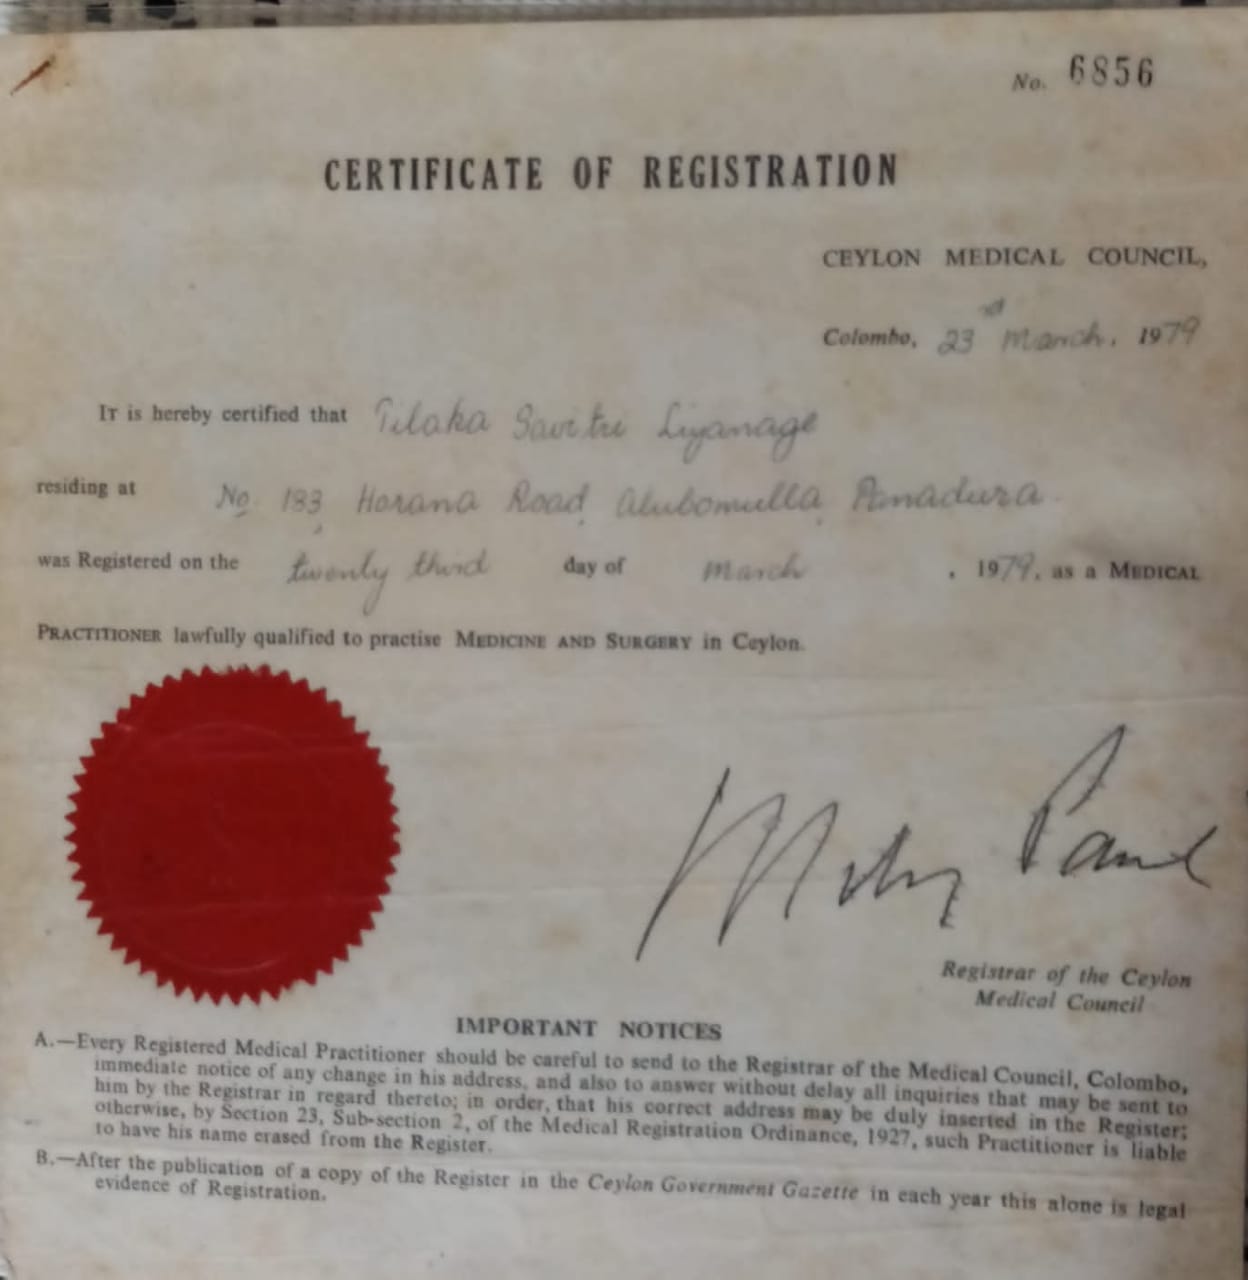 No. 6856
CERTIFICATE OF REGISTRATION
CEYLON MEDICAL COUNCIL,
Colombo, 23rd March, 1979
IT is hereby certified that Tilaka Savitri Liyanage
residing at No. 133, Horana Road, Alubomulla, Panadura.
was Registered on the twenty third day of March, 1979, as a MEDICAL
PRACTITIONER lawfully qualified to practise MEDICINE AND SURGERY in Ceylon.
Registrar of the Ceylon
Medical Council
IMPORTANT NOTICES
A.—Every Registered Medical Practitioner should be careful to send to the Registrar of the Medical Council, Colombo,
immediate notice of any change in his address, and also to answer without delay all inquiries that may be sent to
him by the Registrar in regard thereto; in order, that his correct address may be duly inserted in the Register;
otherwise, by Section 23, Sub-section 2, of the Medical Registration Ordinance, 1927, such Practitioner is liable
to have his name erased from the Register.
B.—After the publication of a copy of the Register in the Ceylon Government Gazette in each year this alone is legal
evidence of Registration.